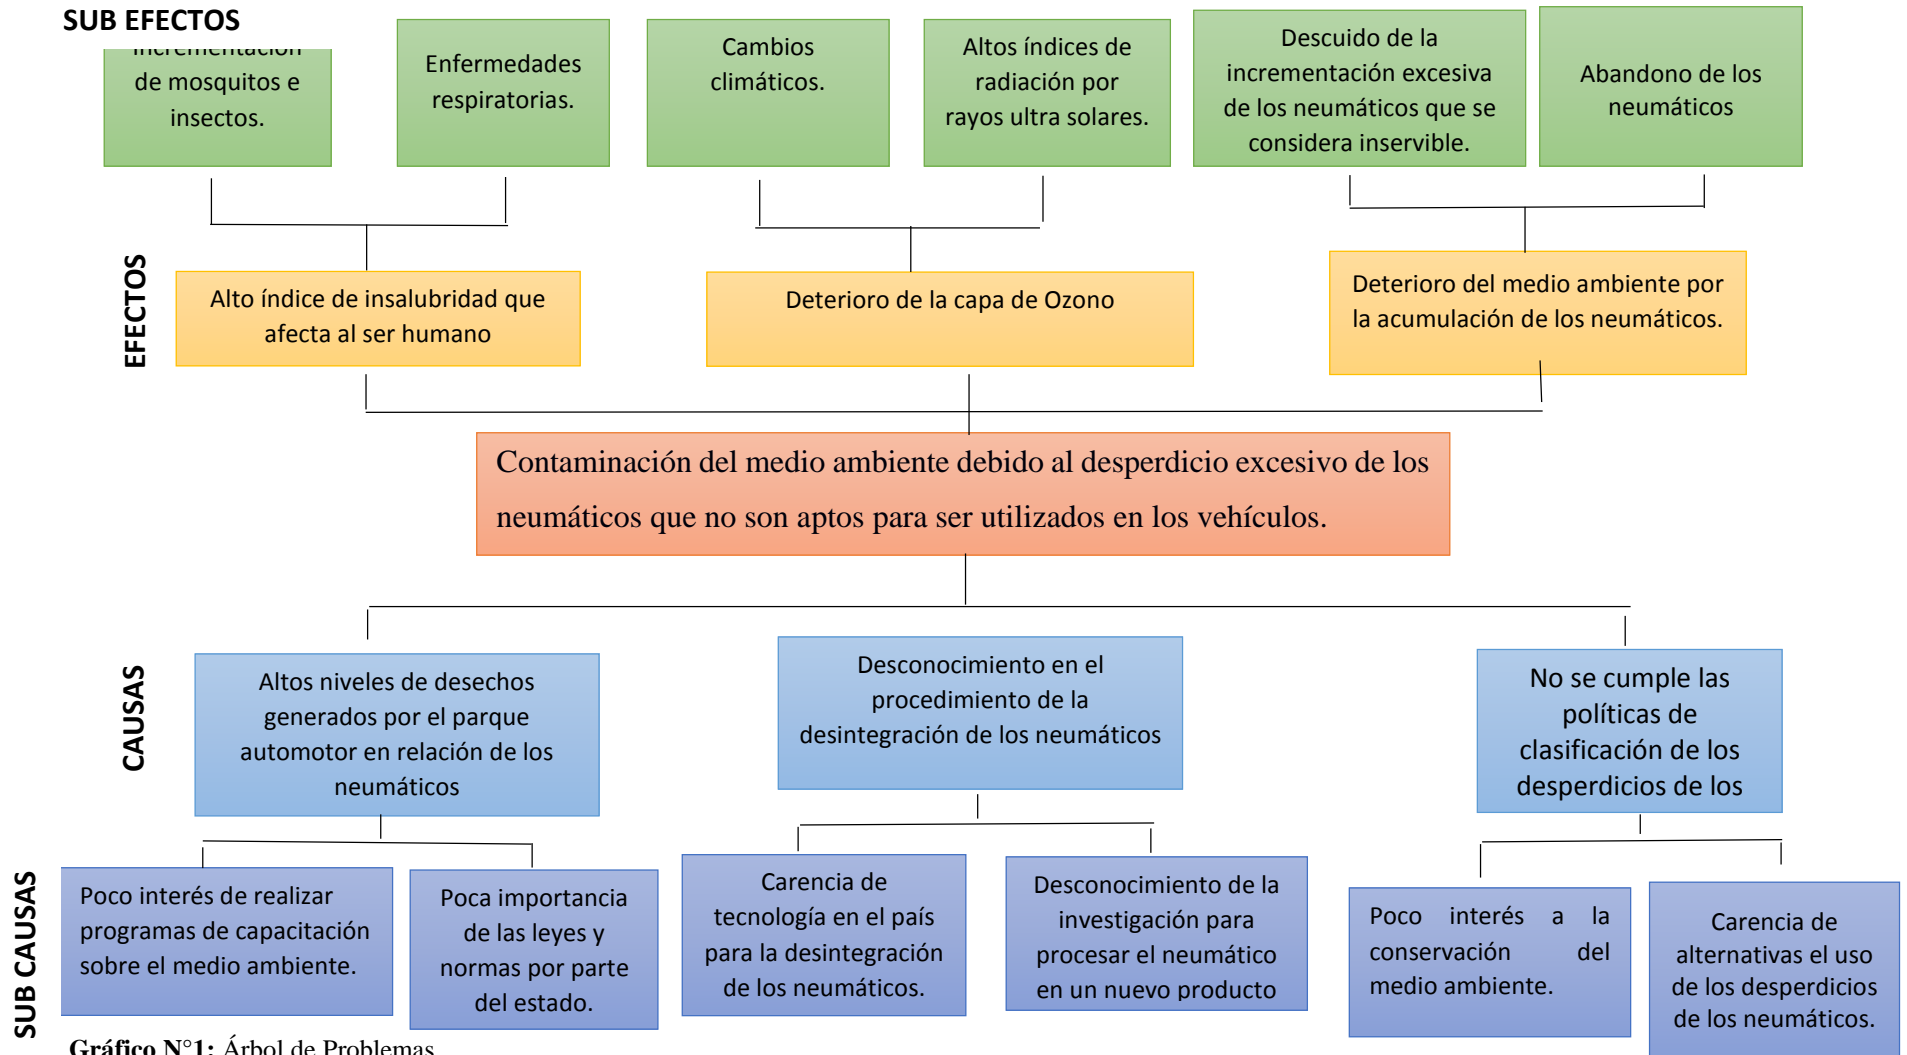 SUB EFECTOS
Incrementación
de mosquitos e
insectos.
Enfermedades
respiratorias.
Cambios
climáticos.
Altos índices de
radiación por
rayos ultra solares.
Descuido de la
incrementación excesiva
de los neumáticos que se
considera inservible.
Abandono de los
neumáticos
EFECTOS
Alto índice de insalubridad que
afecta al ser humano
Deterioro de la capa de Ozono
Deterioro del medio ambiente por
la acumulación de los neumáticos.
Contaminación del medio ambiente debido al desperdicio excesivo de los
neumáticos que no son aptos para ser utilizados en los vehículos.
CAUSAS
Altos niveles de desechos
generados por el parque
automotor en relación de los
neumáticos
Desconocimiento en el
procedimiento de la
desintegración de los neumáticos
No se cumple las
políticas de
clasificación de los
desperdicios de los
SUB CAUSAS
Poco interés de realizar
programas de capacitación
sobre el medio ambiente.
Poca importancia
de las leyes y
normas por parte
del estado.
Carencia de
tecnología en el país
para la desintegración
de los neumáticos.
Desconocimiento de la
investigación para
procesar el neumático
en un nuevo producto
Poco interés a la
conservación del
medio ambiente.
Carencia de
alternativas el uso
de los desperdicios
de los neumáticos.
Gráfico N°1: Árbol de Problemas